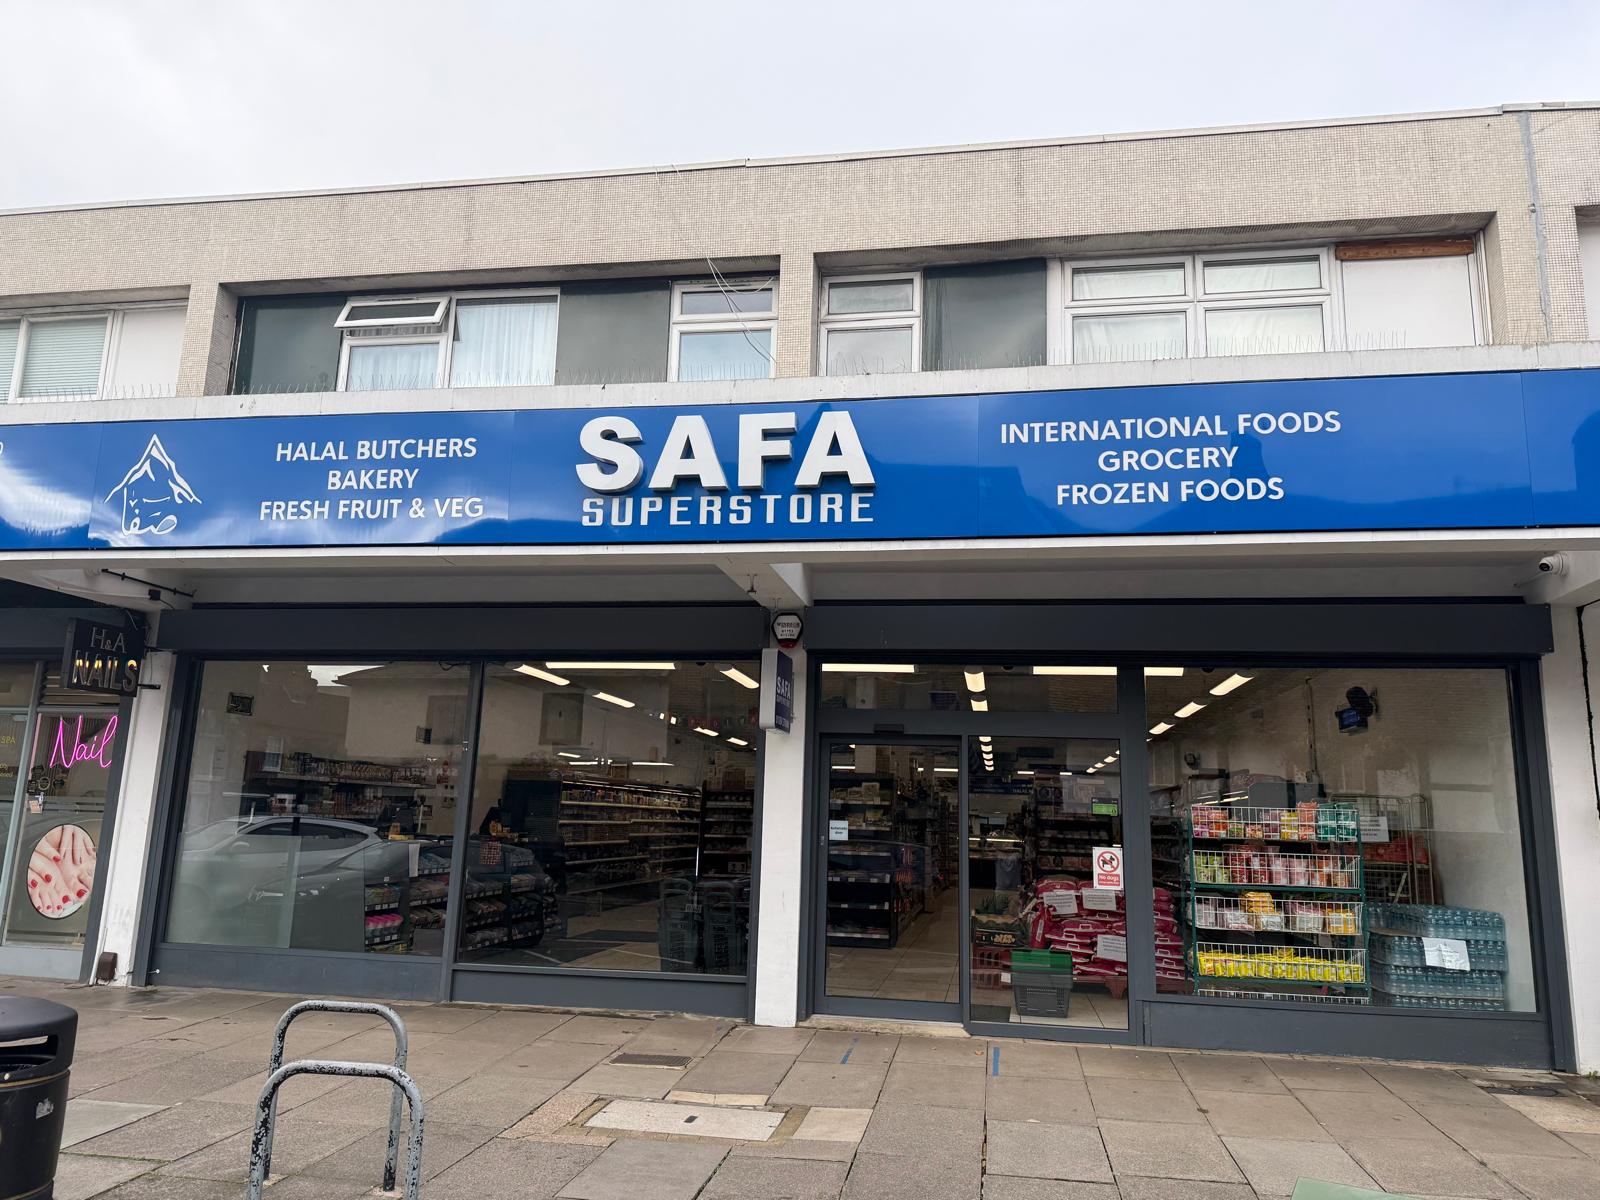 HALAL BUTCHERS
BAKERY
FRESH FRUIT & VEG
صفا
SAFA
SUPERSTORE
INTERNATIONAL FOODS
GROCERY
FROZEN FOODS
H&A
NAILS
Nail
SPA
SAFA
No dogs